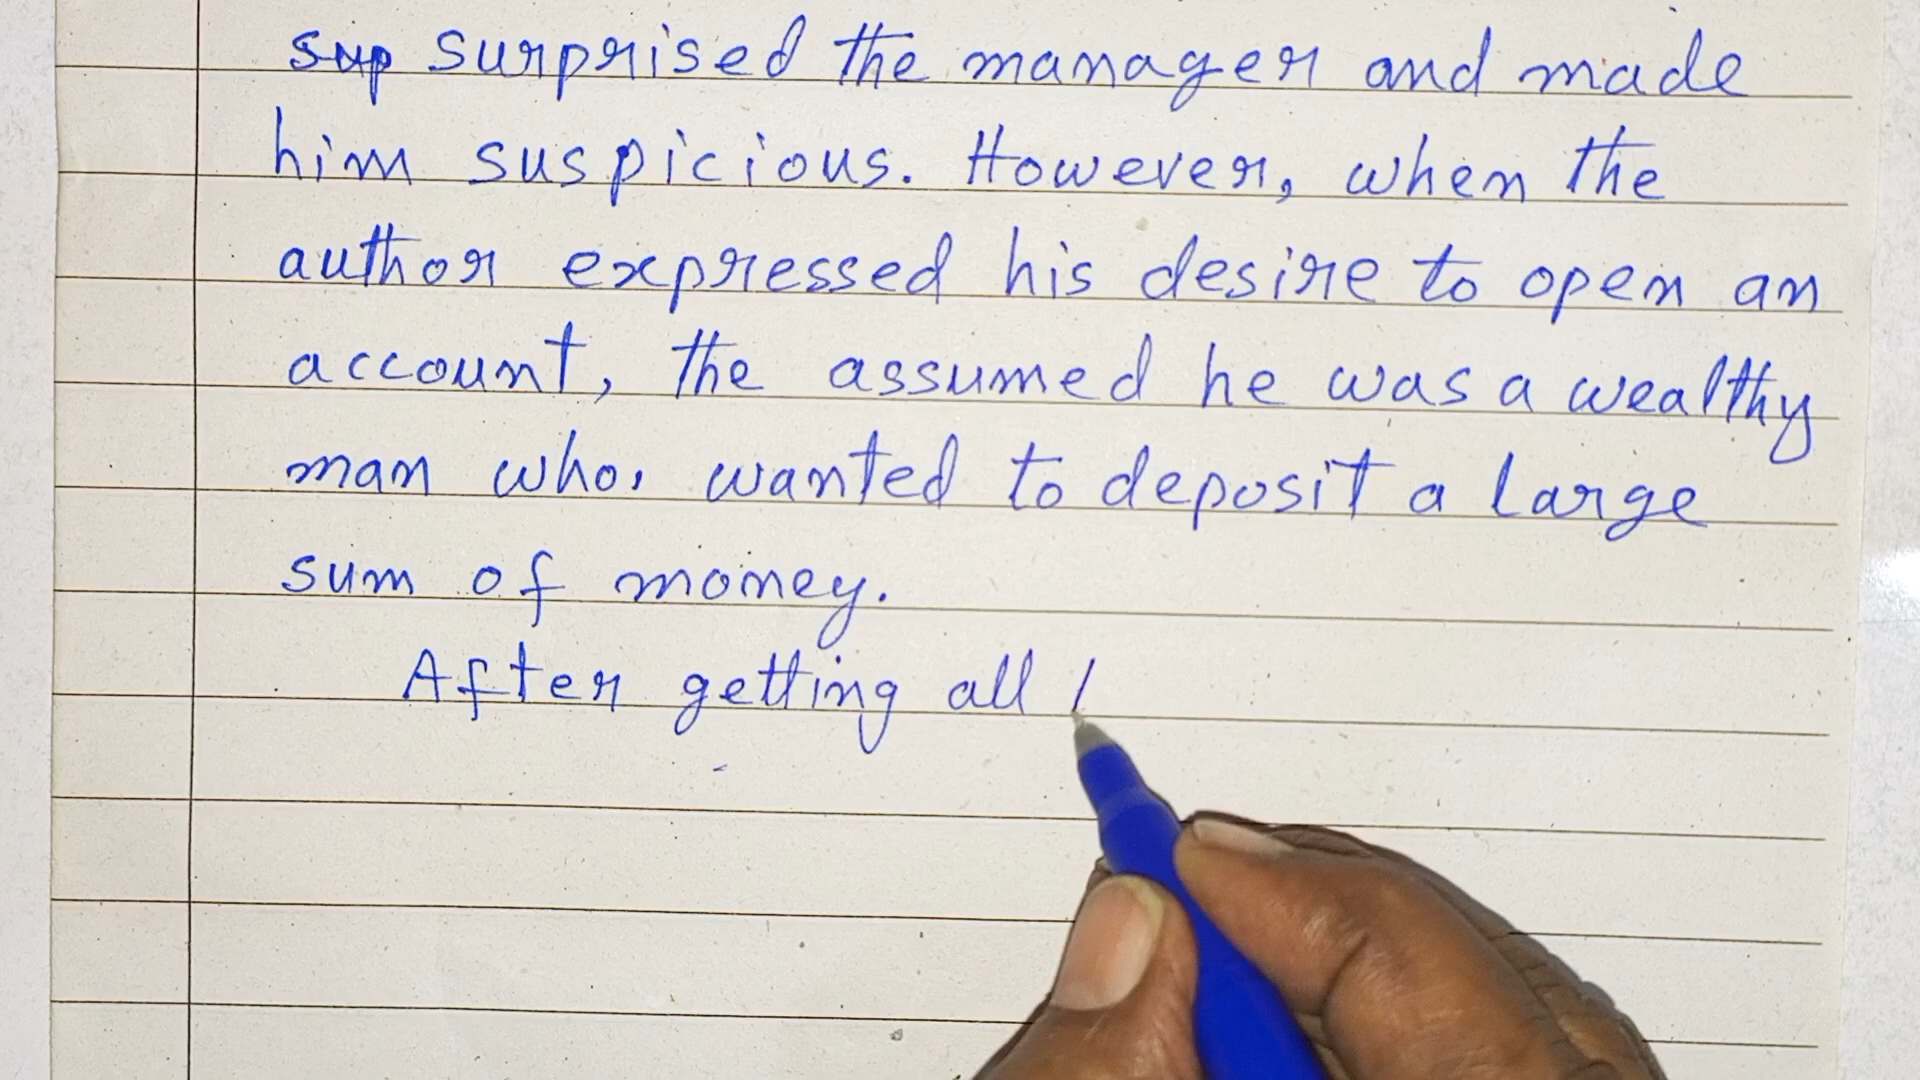 sup surprised the manager and made
him suspicious. However, when the
author expressed his desire to open an
account, the assumed he was a wealthy
man who, wanted to deposit a large
sum of money.
After getting all